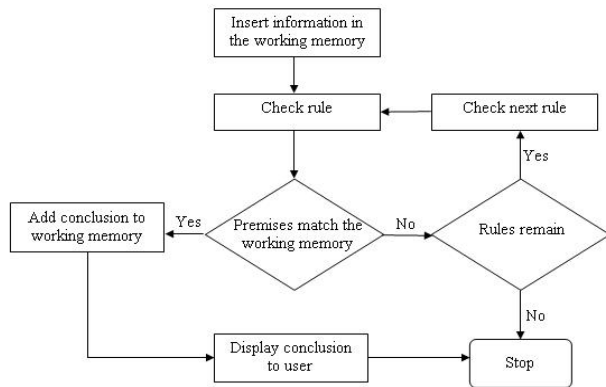 Insert information in
the working memory
Check rule
Check next rule
Yes
Add conclusion to
working memory
Yes
Premises match the
working memory
No
Rules remain
No
Display conclusion
to user
Stop